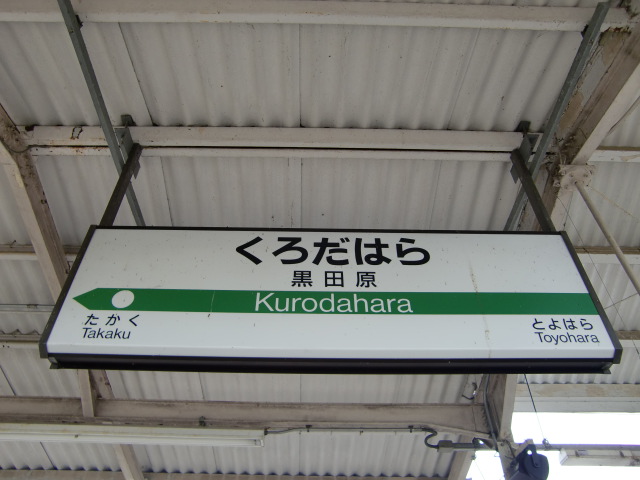 くろだはら
黒田原
Kurodahara
たかく
Takaku
とよはら
Toyohara